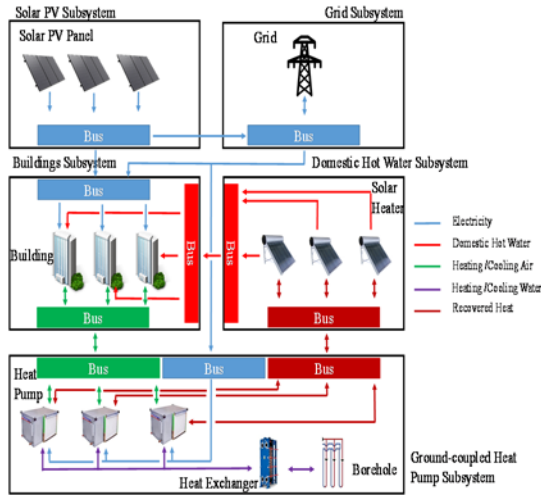 Solar PV Subsystem
Grid Subsystem
Solar PV Panel
Grid
Bus
Bus
Buildings Subsystem
Domestic Hot Water Subsystem
Bus
Solar
Heater
Building
Bus
Bus
Electricity
Domestic Hot Water
Heating/Cooling Air
Heating/Cooling Water
Recovered Heat
Bus
Bus
Bus
Bus
Bus
Heat
Pump
Heat Exchanger
Borehole
Ground-coupled Heat
Pump Subsystem